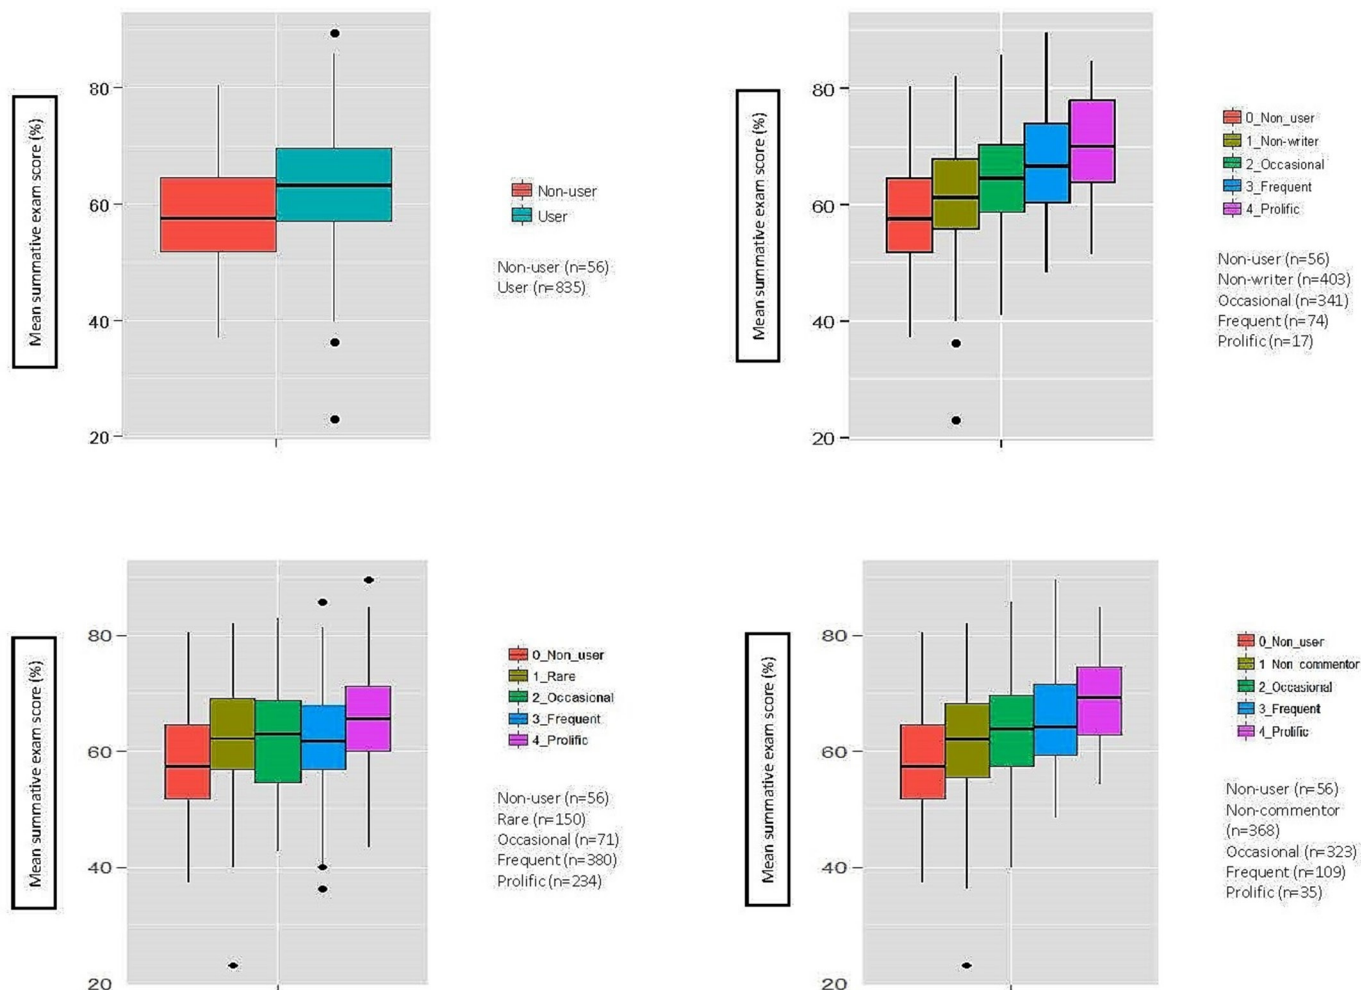 Mean summative exam score (%)
80
60
40
20
Non-user
User
Non-user (n=56)
User (n=835)
Mean summative exam score (%)
80
60
40
20
0_Non_user
1_Non-writer
2_Occasional
3_Frequent
4_Prolific
Non-user (n=56)
Non-writer (n=403)
Occasional (n=341)
Frequent (n=74)
Prolific (n=17)
Mean summative exam score (%)
80
60
40
20
0_Non_user
1_Rare
2_Occasional
3_Frequent
4_Prolific
Non-user (n=56)
Rare (n=150)
Occasional (n=71)
Frequent (n=380)
Prolific (n=234)
Mean summative exam score (%)
80
60
40
20
0_Non_user
1_Non_commentor
2_Occasional
3_Frequent
4_Prolific
Non-user (n=56)
Non-commentor
(n=368)
Occasional (n=323)
Frequent (n=109)
Prolific (n=35)